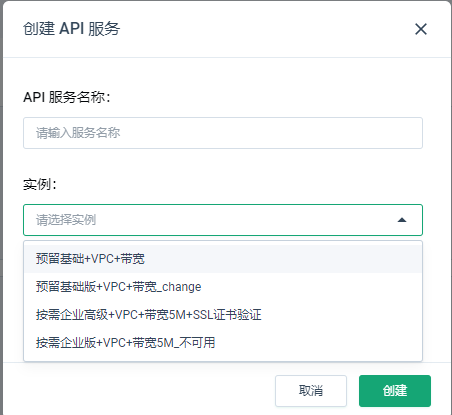 创建 API 服务
API 服务名称：
请输入服务名称
实例：
请选择实例
预留基础+VPC+带宽
预留基础版+VPC+带宽_change
按需企业高级+VPC+带宽5M+SSL证书验证
按需企业版+VPC+带宽5M_不可用
取消
创建